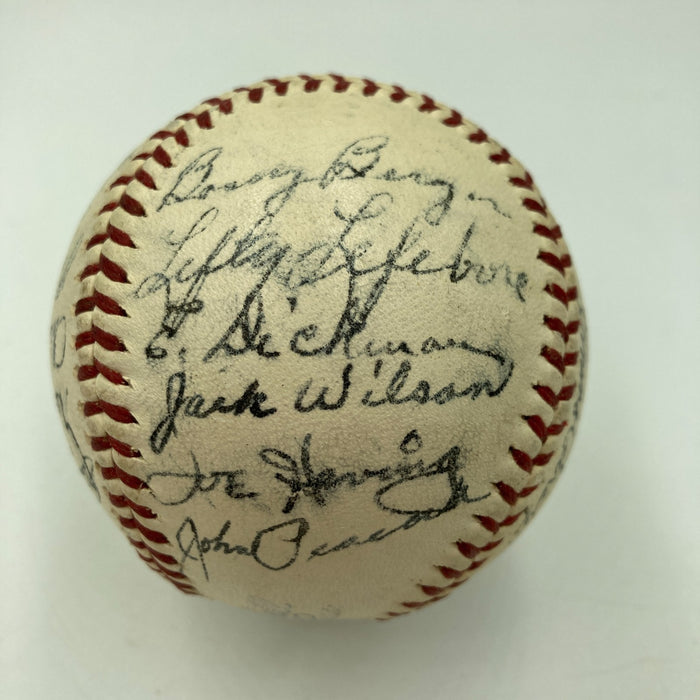 Boozy Berger
Lefty Lefebvre
E. Dickman
Jack Wilson
Joe Heving
John Peacock